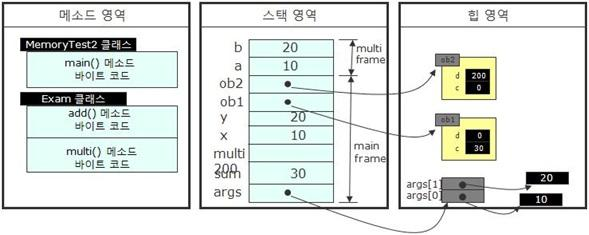 메소드 영역
MemoryTest2 클래스
main() 메소드
바이트 코드
Exam 클래스
add() 메소드
바이트 코드
multi() 메소드
바이트 코드
스택 영역
b 20
a 10
multi
frame
ob2
ob1
y 20
x 10
multi
200
sum 30
args
main
frame
힙 영역
ob2
d 200
c 0
ob1
d 0
c 30
args[1]
args[0]
20
10